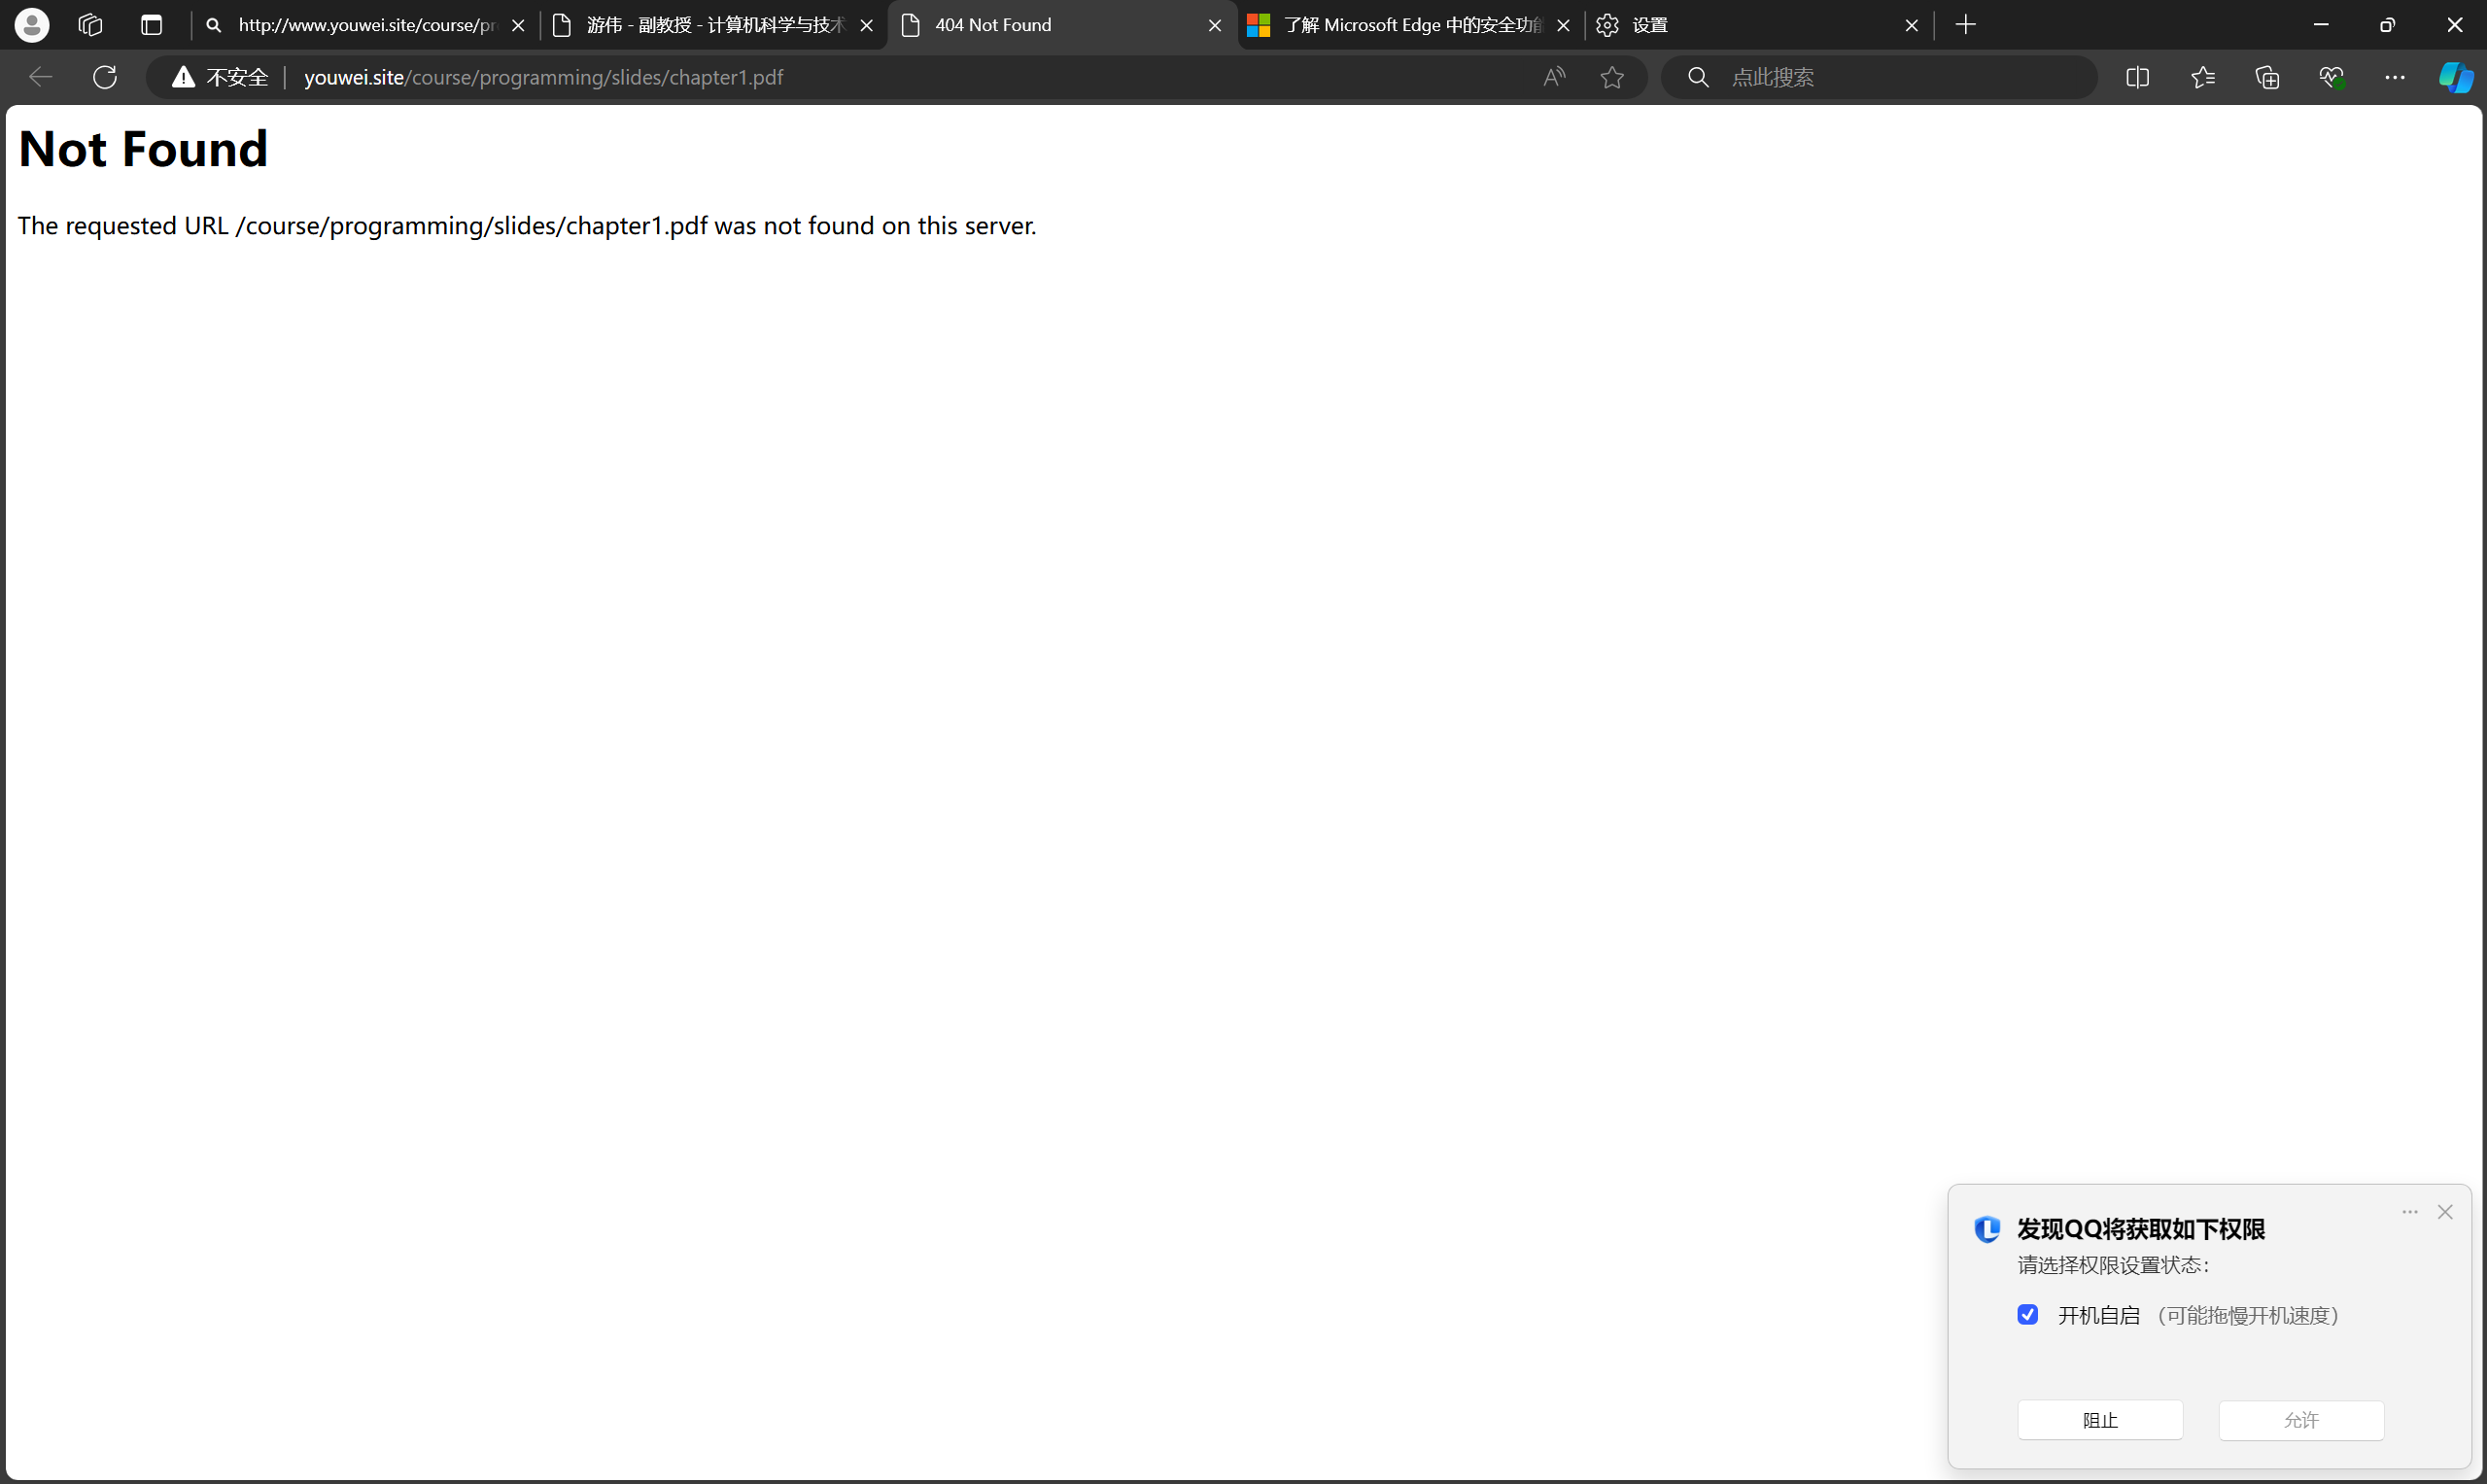 http://www.youwei.site/course/pr
游伟 - 副教授 - 计算机科学与技术
404 Not Found
了解 Microsoft Edge 中的安全功能
设置
不安全
youwei.site/course/programming/slides/chapter1.pdf
点此搜索
Not Found
The requested URL /course/programming/slides/chapter1.pdf was not found on this server.
发现QQ将获取如下权限
请选择权限设置状态：
开机自启 （可能拖慢开机速度）
阻止
允许